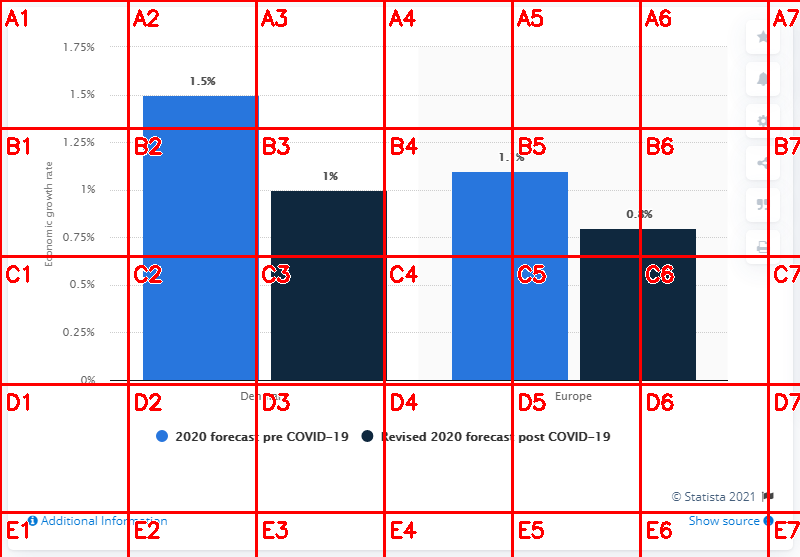 A1 A2 A3 A4 A5 A6 A7
1.75%
1.5%
1.5%
B1 B2 B3 B4 B5 B6 B7
1.25%
1.1%
1%
1%
0.8%
0.75%
Economic growth rate
C1 C2 C3 C4 C5 C6 C7
0.5%
0.25%
0%
Denmark Europe
D1 D2 D3 D4 D5 D6 D7
2020 forecast pre COVID-19 Revised 2020 forecast post COVID-19
© Statista 2021
Additional Information Show source
E1 E2 E3 E4 E5 E6 E7